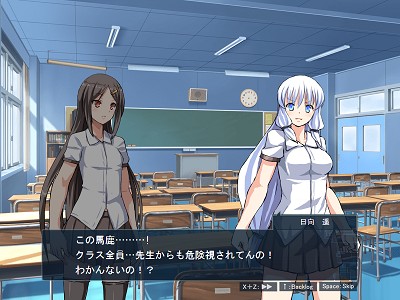 日向 遥
この馬鹿………！
クラス全員…先生からも危険視されてんの！
わかんないの！？
X+Z: ▶▶ ↑:Backlog Space: Skip